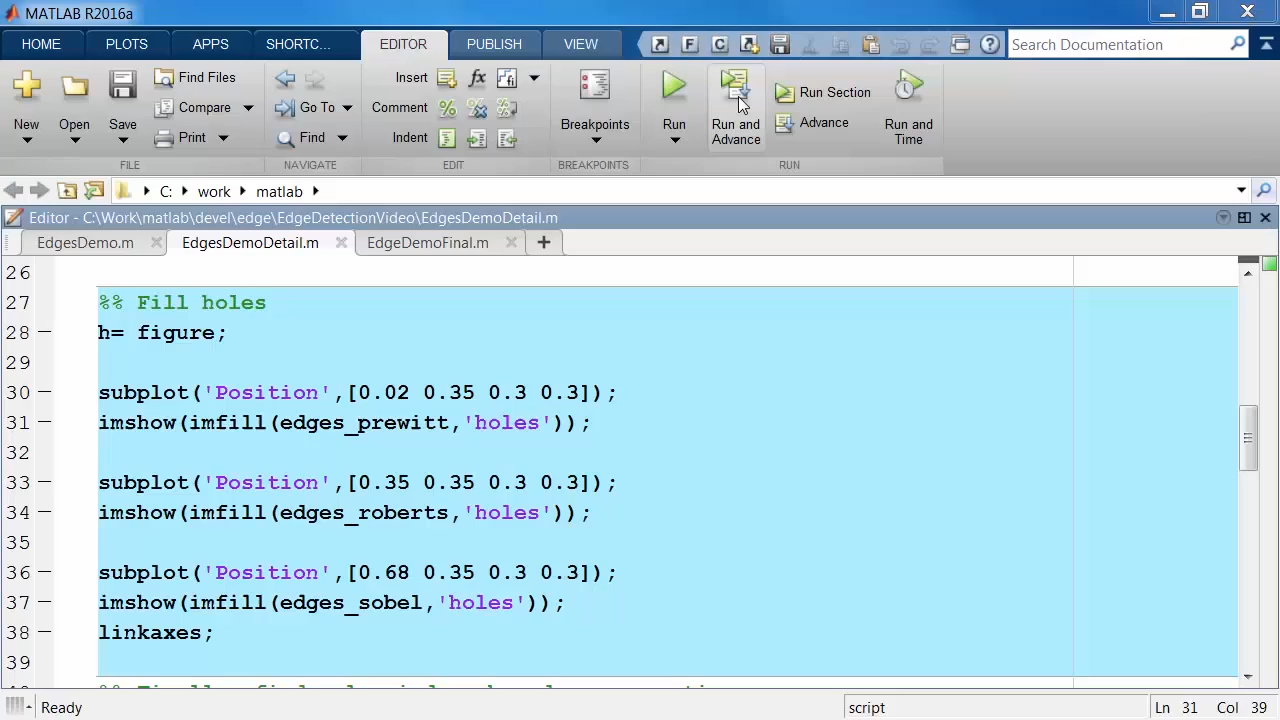 MATLAB R2016a
HOME PLOTS APPS SHORTC... EDITOR PUBLISH VIEW Search Documentation
Find Files Insert fx
Compare Go To Comment % Run Section
New Open Save Breakpoints Run Run and Advance Advance Run and Time
Print Find Indent
FILE NAVIGATE EDIT BREAKPOINTS RUN
C: work matlab
Editor - C:\Work\matlab\devel\edge\EdgeDetectionVideo\EdgesDemoDetail.m
EdgesDemo.m EdgesDemoDetail.m EdgeDemoFinal.m
26
27 %% Fill holes
28 h= figure;
29
30 subplot('Position',[0.02 0.35 0.3 0.3]);
31 imshow(imfill(edges_prewitt,'holes'));
32
33 subplot('Position',[0.35 0.35 0.3 0.3]);
34 imshow(imfill(edges_roberts,'holes'));
35
36 subplot('Position',[0.68 0.35 0.3 0.3]);
37 imshow(imfill(edges_sobel,'holes'));
38 linkaxes;
39
Ready script Ln 31 Col 39